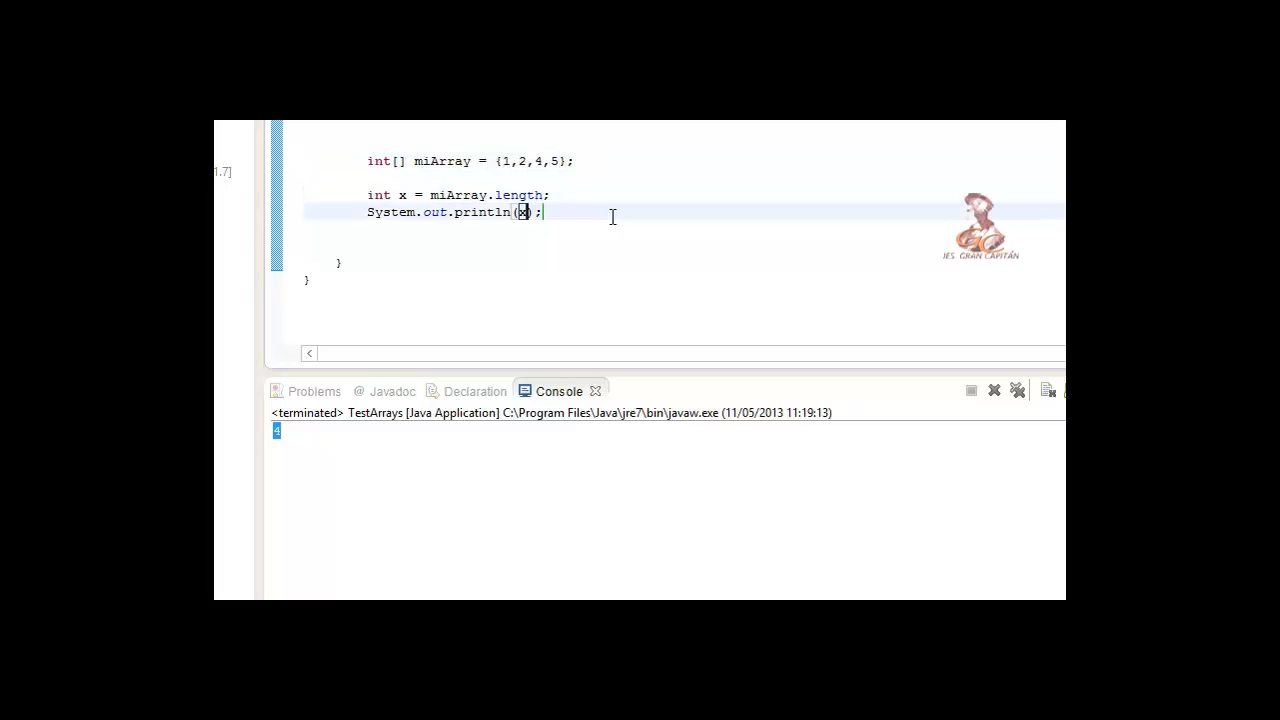 1.7]
int[] miArray = {1,2,4,5};
int x = miArray.length;
System.out.println(x);
}
}
IES GRAN CAPITÁN
<
Problems @ Javadoc Declaration Console
<terminated> TestArrays [Java Application] C:\Program Files\Java\jre7\bin\javaw.exe (11/05/2013 11:19:13)
4